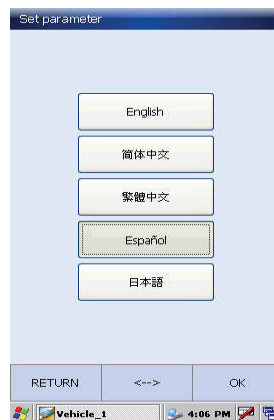 Set parameter
English
简体中文
繁體中文
Español
日本語
RETURN
<-->
OK
Vehicle_1
4:06 PM